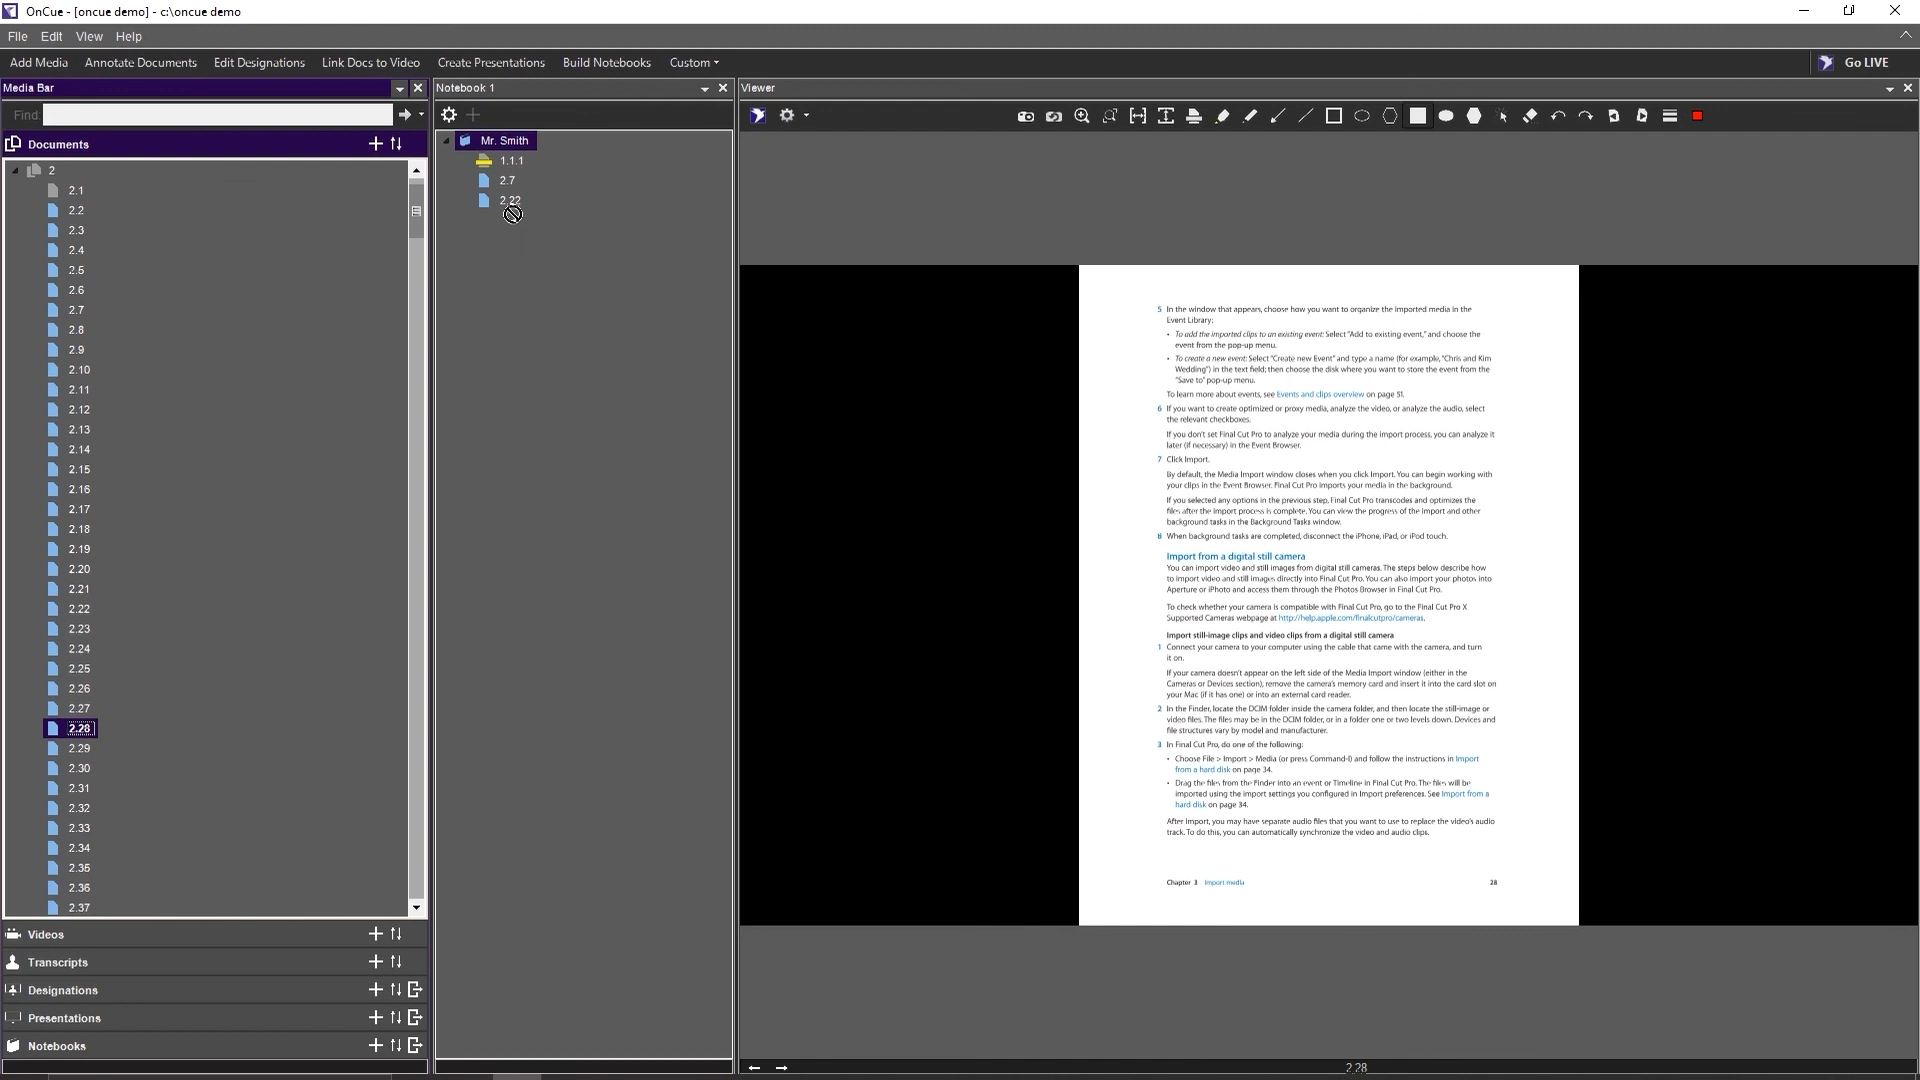 OnCue - [oncue demo] - c:\oncue demo
File Edit View Help
Add Media Annotate Documents Edit Designations Link Docs to Video Create Presentations Build Notebooks Custom Go LIVE
Media Bar
Find:
Documents
2
2.1
2.2
2.3
2.4
2.5
2.6
2.7
2.8
2.9
2.10
2.11
2.12
2.13
2.14
2.15
2.16
2.17
2.18
2.19
2.20
2.21
2.22
2.23
2.24
2.25
2.26
2.27
2.28
2.29
2.30
2.31
2.32
2.33
2.34
2.35
2.36
2.37
Videos
Transcripts
Designations
Presentations
Notebooks
Notebook 1
Mr. Smith
1.1.1
2.7
2.22
Viewer
5 In the window that appears, choose how you want to organize the imported media in the
Event Library:
• To add the imported clips to an existing event: Select “Add to existing event,” and choose the
event from the pop-up menu.
• To create a new event: Select “Create new Event” and type a name (for example, “Chris and Kim
Wedding”) in the text field; then choose the disk where you want to store the event from the
“Save to” pop-up menu.
To learn more about events, see Events and clips overview on page 51.
6 If you want to create optimized or proxy media, analyze the video, or analyze the audio, select
the relevant checkboxes.
If you don’t set Final Cut Pro to analyze your media during the import process, you can analyze it
later (if necessary) in the Event Browser.
7 Click Import.
By default, the Media Import window closes when you click Import. You can begin working with
your clips in the Event Browser. Final Cut Pro imports your media in the background.
If you selected any options in the previous step, Final Cut Pro transcodes and optimizes the
files after the import process is complete. You can view the progress of the import and other
background tasks in the Background Tasks window.
8 When background tasks are completed, disconnect the iPhone, iPad, or iPod touch.
Import from a digital still camera
You can import video and still images from digital still cameras. The steps below describe how
to import video and still images directly into Final Cut Pro. You can also import your photos into
Aperture or iPhoto and access them through the Photos Browser in Final Cut Pro.
To check whether your camera is compatible with Final Cut Pro, go to the Final Cut Pro X
Supported Cameras webpage at http://help.apple.com/finalcutpro/cameras.
Import still-image clips and video clips from a digital still camera
1 Connect your camera to your computer using the cable that came with the camera, and turn
it on.
If your camera doesn’t appear on the left side of the Media Import window (either in the
Cameras or Devices section), remove the camera’s memory card and insert it into the card slot on
your Mac (if it has one) or into an external card reader.
2 In the Finder, locate the DCIM folder inside the camera folder, and then locate the still-image or
video files. The files may be in the DCIM folder, or in a folder one or two levels down. Devices and
file structures vary by model and manufacturer.
3 In Final Cut Pro, do one of the following:
• Choose File > Import > Media (or press Command-I) and follow the instructions in Import
from a hard disk on page 34.
• Drag the files from the Finder into an event or Timeline in Final Cut Pro. The files will be
imported using the import settings you configured in Import preferences. See Import from a
hard disk on page 34.
After import, you may have separate audio files that you want to use to replace the video’s audio
track. To do this, you can automatically synchronize the video and audio clips.
Chapter 3 Import media 28
2.28